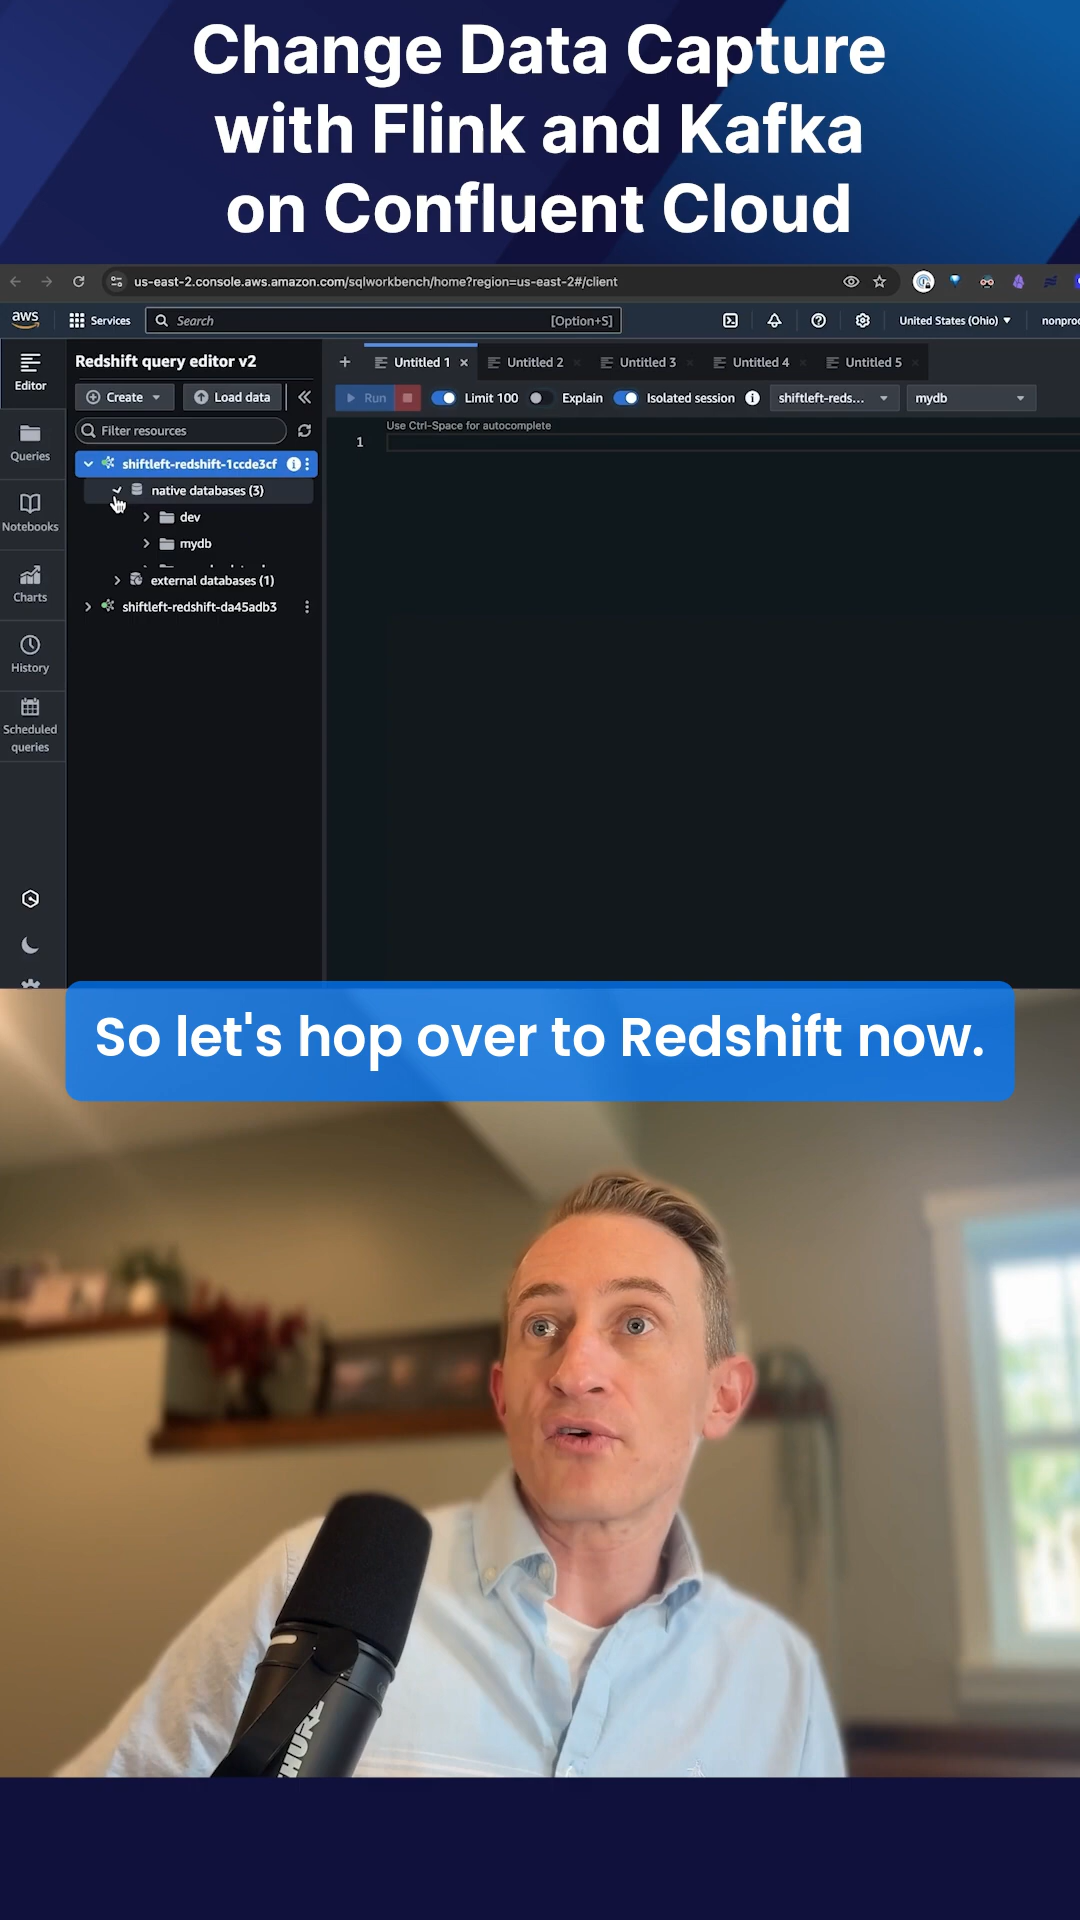 Change Data Capture
with Flink and Kafka
on Confluent Cloud
us-east-2.console.aws.amazon.com/sqlworkbench/home?region=us-east-2#/client
aws
Services
Search
[Option+S]
United States (Ohio)
Editor
Queries
Notebooks
Charts
History
Scheduled
queries
Redshift query editor v2
Create
Load data
Filter resources
shiftleft-redshift-1ccde3cf
native databases (3)
dev
mydb
external databases (1)
shiftleft-redshift-da45adb3
Untitled 1
Untitled 2
Untitled 3
Untitled 4
Untitled 5
Run
Limit 100
Explain
Isolated session
shiftleft-reds...
mydb
Use Ctrl-Space for autocomplete
1
So let's hop over to Redshift now.